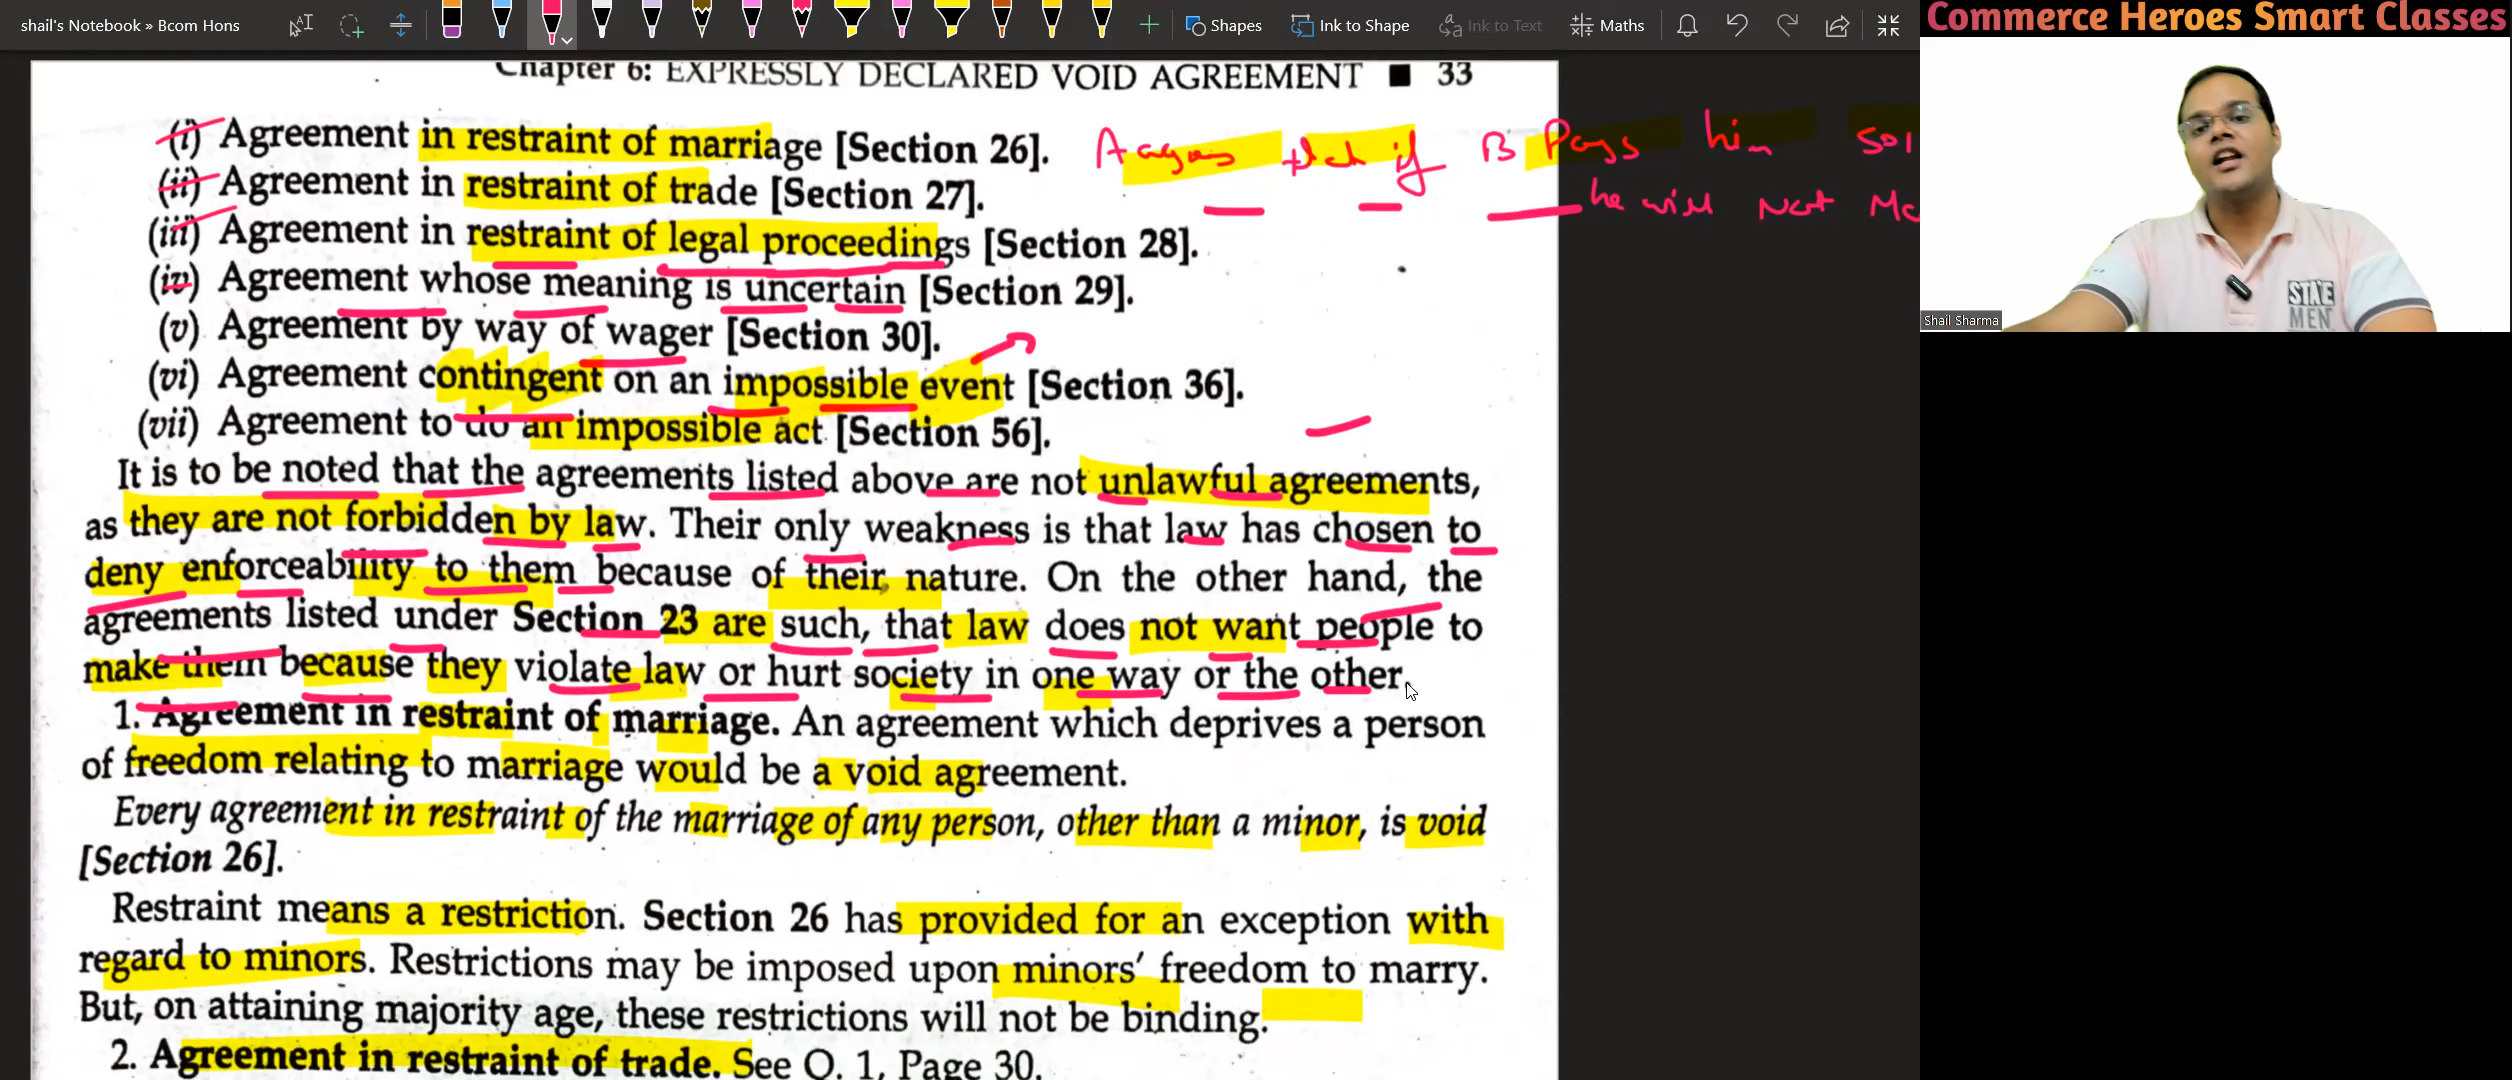 shail's Notebook » Bcom Hons
Shapes
Ink to Shape
Ink to Text
Maths
Commerce Heroes Smart Classes
Chapter 6: EXPRESSLY DECLARED VOID AGREEMENT ■ 33
(i) Agreement in restraint of marriage [Section 26].
A agrees that if B Pays him
he will Not
(ii) Agreement in restraint of trade [Section 27].
(iii) Agreement in restraint of legal proceedings [Section 28].
(iv) Agreement whose meaning is uncertain [Section 29].
(v) Agreement by way of wager [Section 30].
(vi) Agreement contingent on an impossible event [Section 36].
(vii) Agreement to do an impossible act [Section 56].
It is to be noted that the agreements listed above are not unlawful agreements,
as they are not forbidden by law. Their only weakness is that law has chosen to
deny enforceability to them because of their nature. On the other hand, the
agreements listed under Section 23 are such, that law does not want people to
make them because they violate law or hurt society in one way or the other.
1. Agreement in restraint of marriage. An agreement which deprives a person
of freedom relating to marriage would be a void agreement.
Every agreement in restraint of the marriage of any person, other than a minor, is void
[Section 26].
Restraint means a restriction. Section 26 has provided for an exception with
regard to minors. Restrictions may be imposed upon minors' freedom to marry.
But, on attaining majority age, these restrictions will not be binding.
2. Agreement in restraint of trade. See Q. 1, Page 30.
STAE
MEN
Shail Sharma